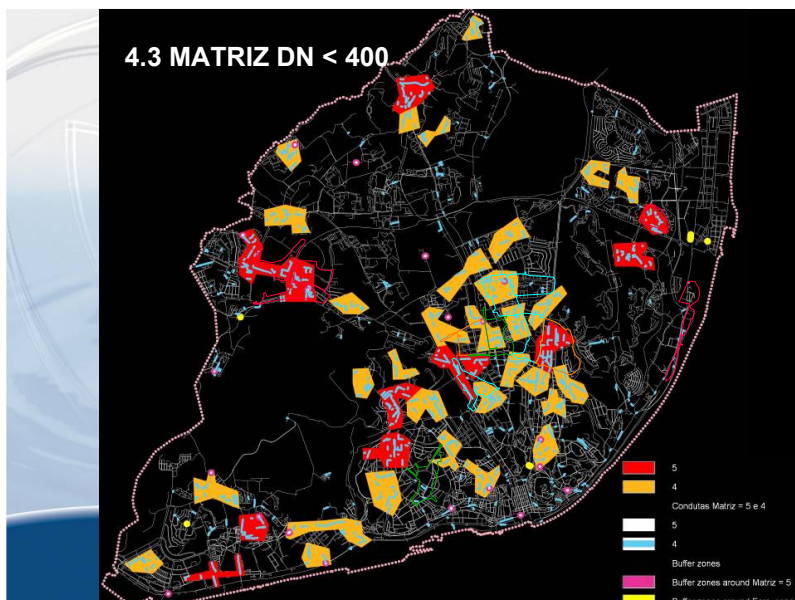 4.3 MATRIZ DN < 400
5
4
Condutas Matriz = 5 e 4
5
4
Buffer zones
Buffer zones around Matriz = 5